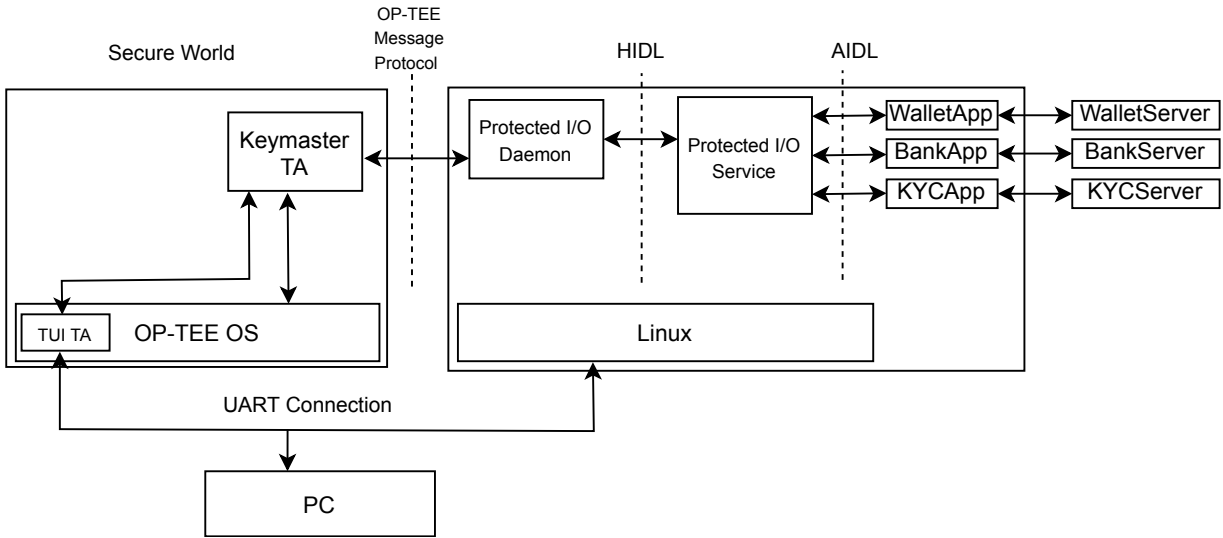 OP-TEE
Message
Protocol
Secure World
HIDL
AIDL
Keymaster
TA
Protected I/O
Daemon
Protected I/O
Service
WalletApp
WalletServer
BankApp
BankServer
KYCApp
KYCServer
TUI TA
OP-TEE OS
Linux
UART Connection
PC